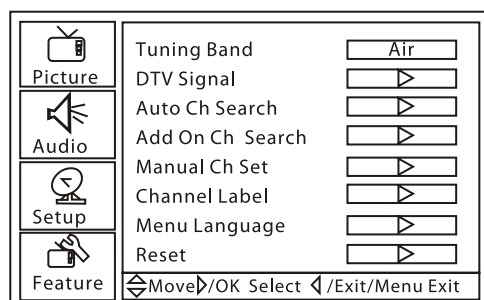 Picture
Audio
Setup
Feature
Tuning Band Air
DTV Signal
Auto Ch Search
Add On Ch Search
Manual Ch Set
Channel Label
Menu Language
Reset
Move /OK Select /Exit/Menu Exit